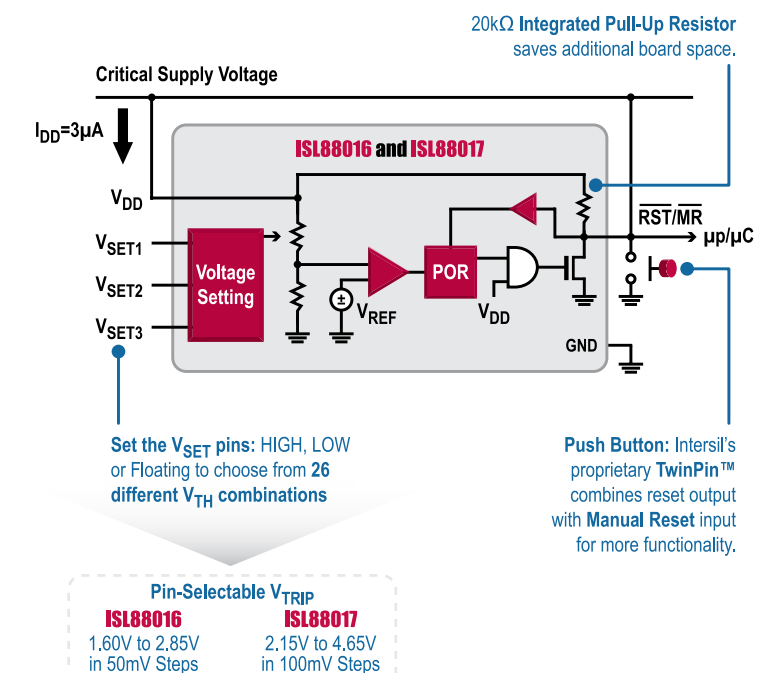 20kΩ Integrated Pull-Up Resistor
saves additional board space.
Critical Supply Voltage
IDD=3µA
ISL88016 and ISL88017
VDD
RST/MR
µp/µC
VSET1
VSET2
VSET3
Voltage
Setting
POR
±
VREF
VDD
GND
Set the VSET pins: HIGH, LOW
or Floating to choose from 26
different VTH combinations
Push Button: Intersil's
proprietary TwinPin™
combines reset output
with Manual Reset input
for more functionality.
Pin-Selectable VTRIP
ISL88016
1.60V to 2.85V
in 50mV Steps
ISL88017
2.15V to 4.65V
in 100mV Steps